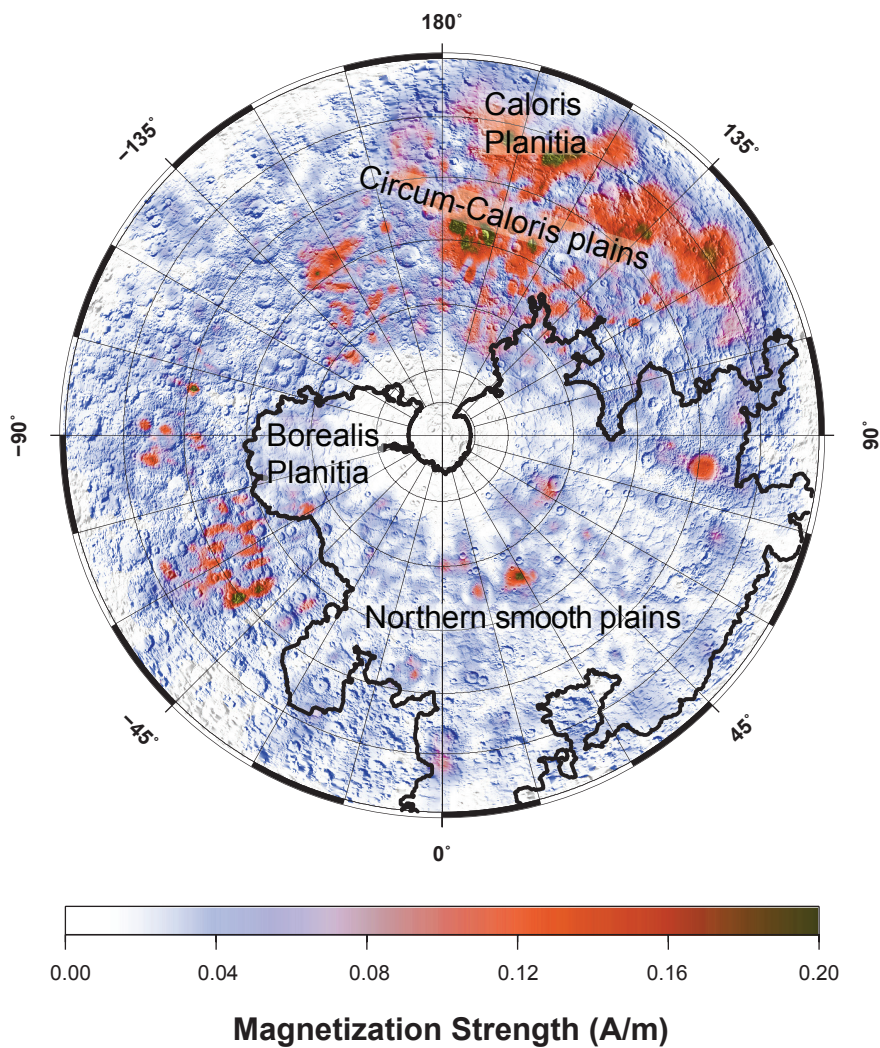 180˚
−135˚
135˚
Caloris
Planitia
Circum-Caloris plains
−90˚
90˚
Borealis
Planitia
Northern smooth plains
−45˚
45˚
0˚
0.00 0.04 0.08 0.12 0.16 0.20
Magnetization Strength (A/m)